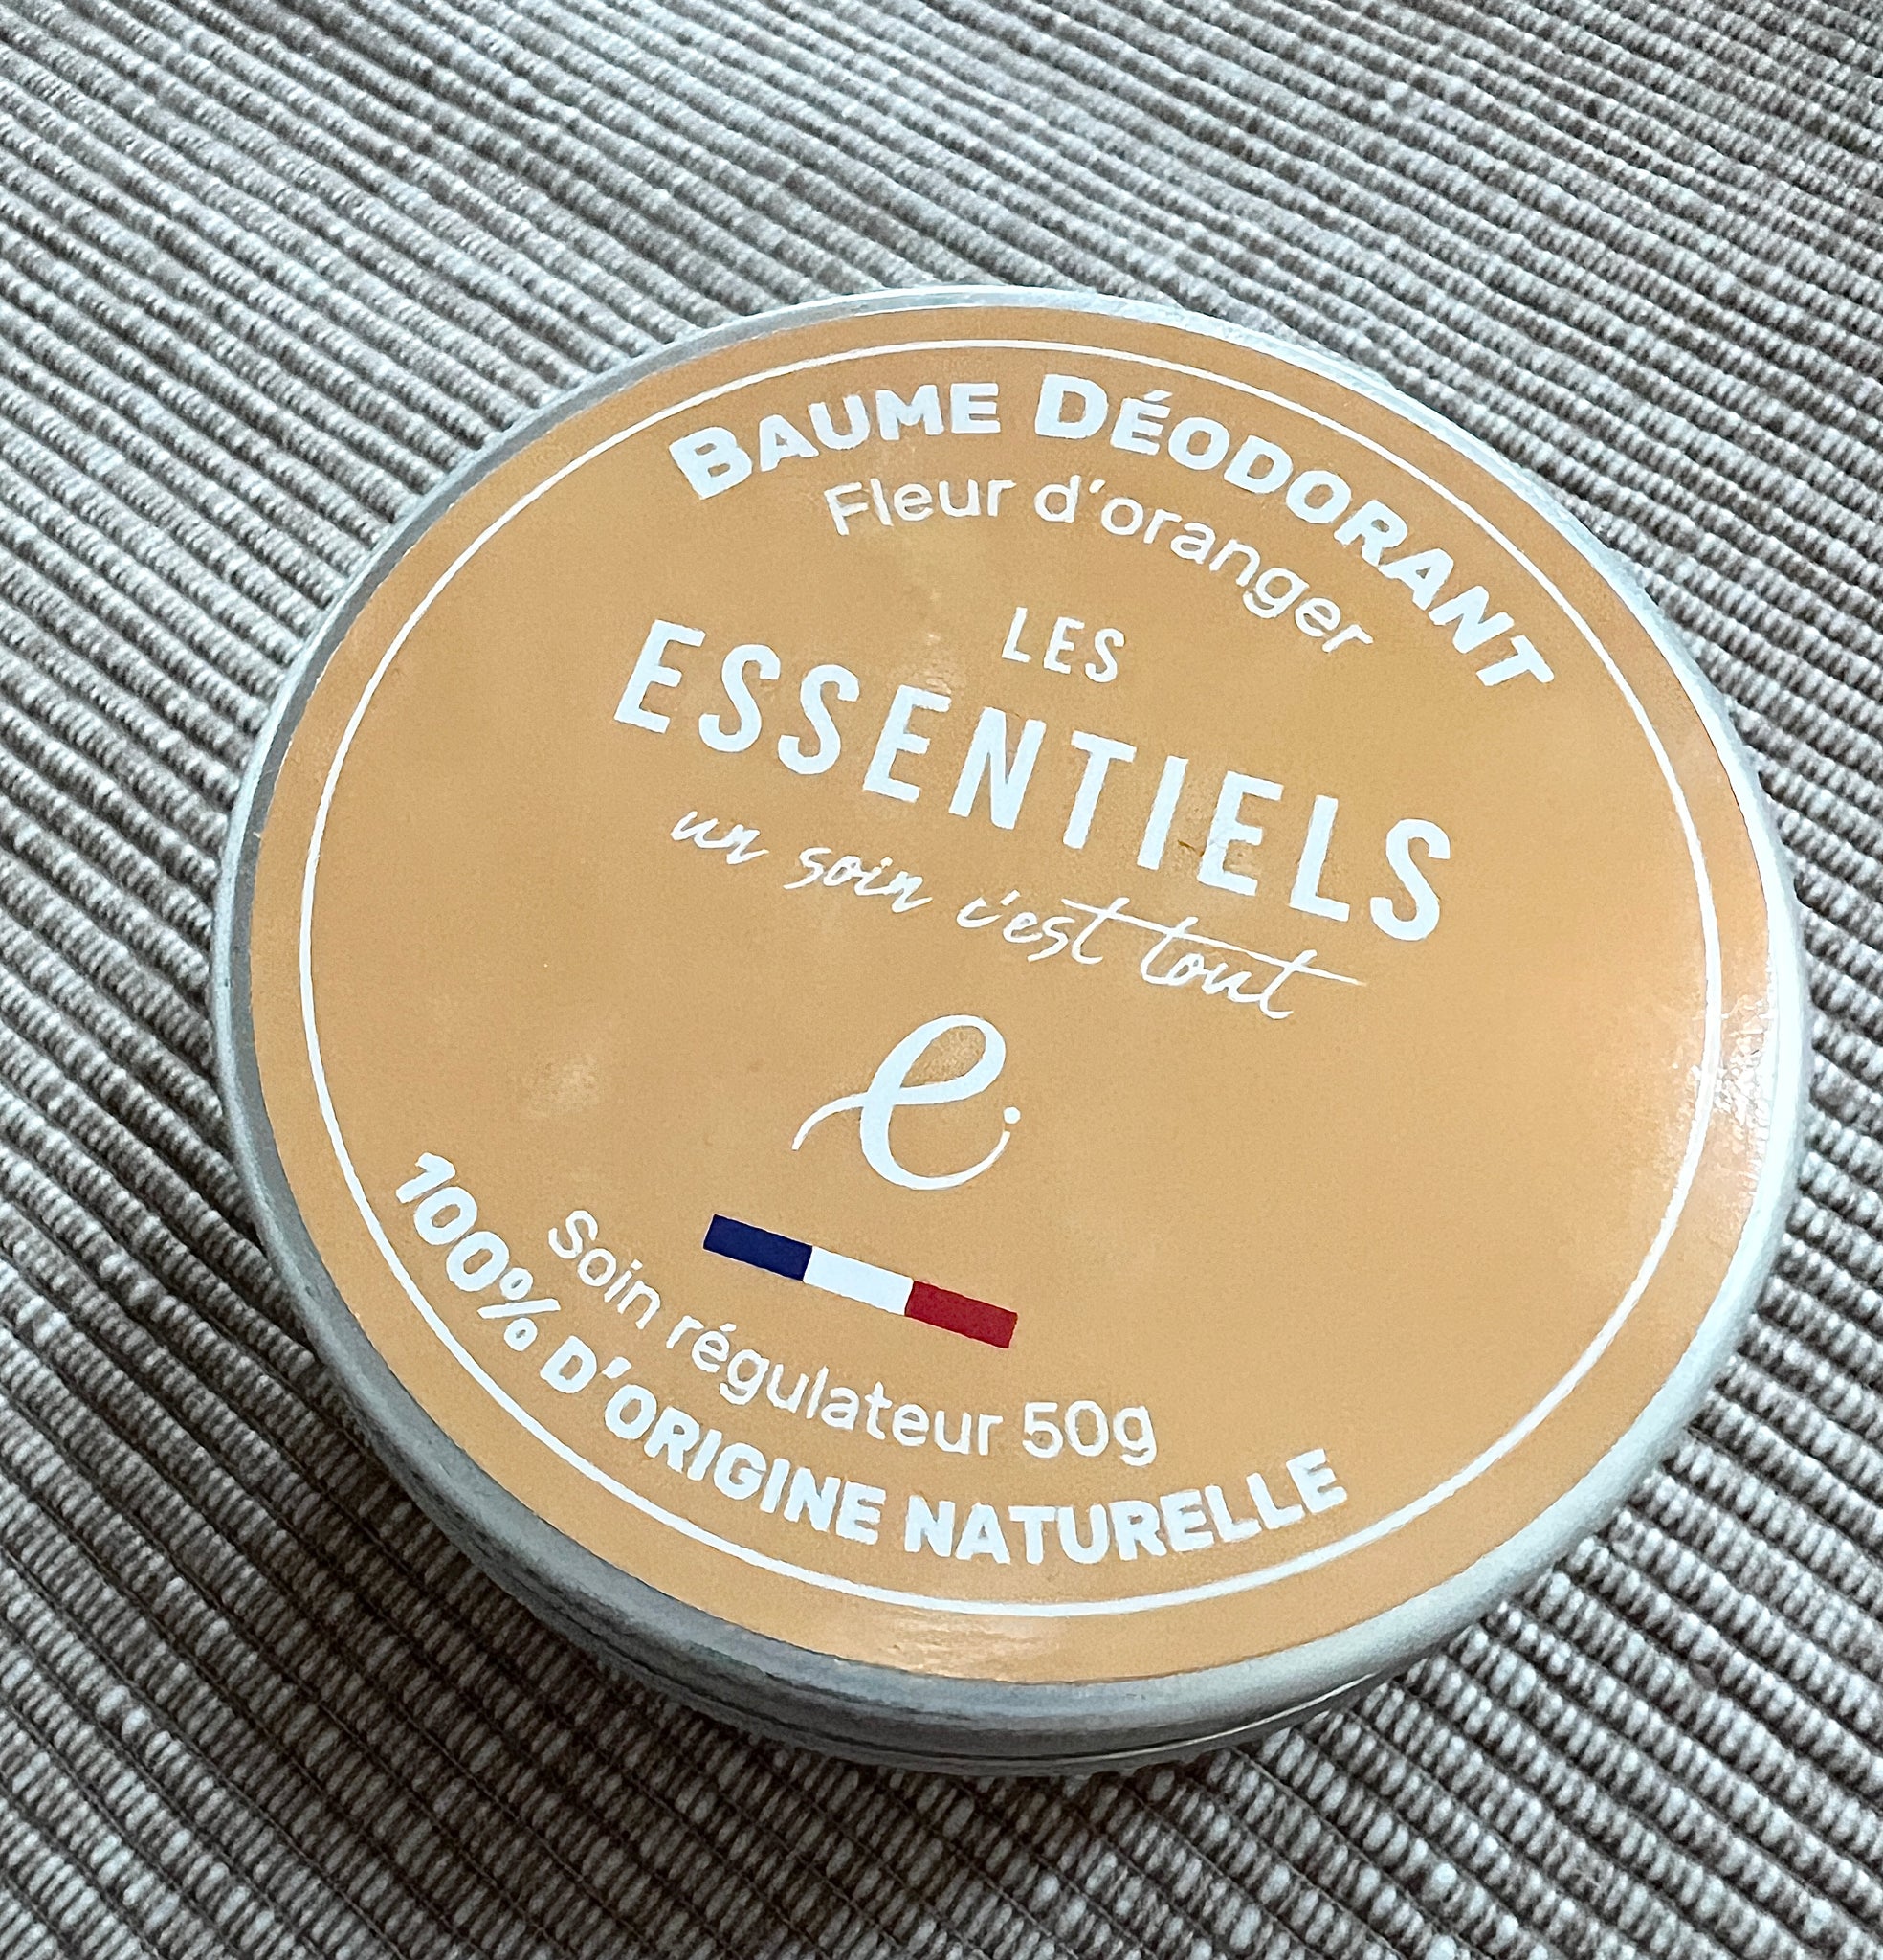 BAUME DÉODORANT
Fleur d'oranger
LES
ESSENTIELS
un soin c'est tout
e
Soin régulateur 50g
100% D'ORIGINE NATURELLE